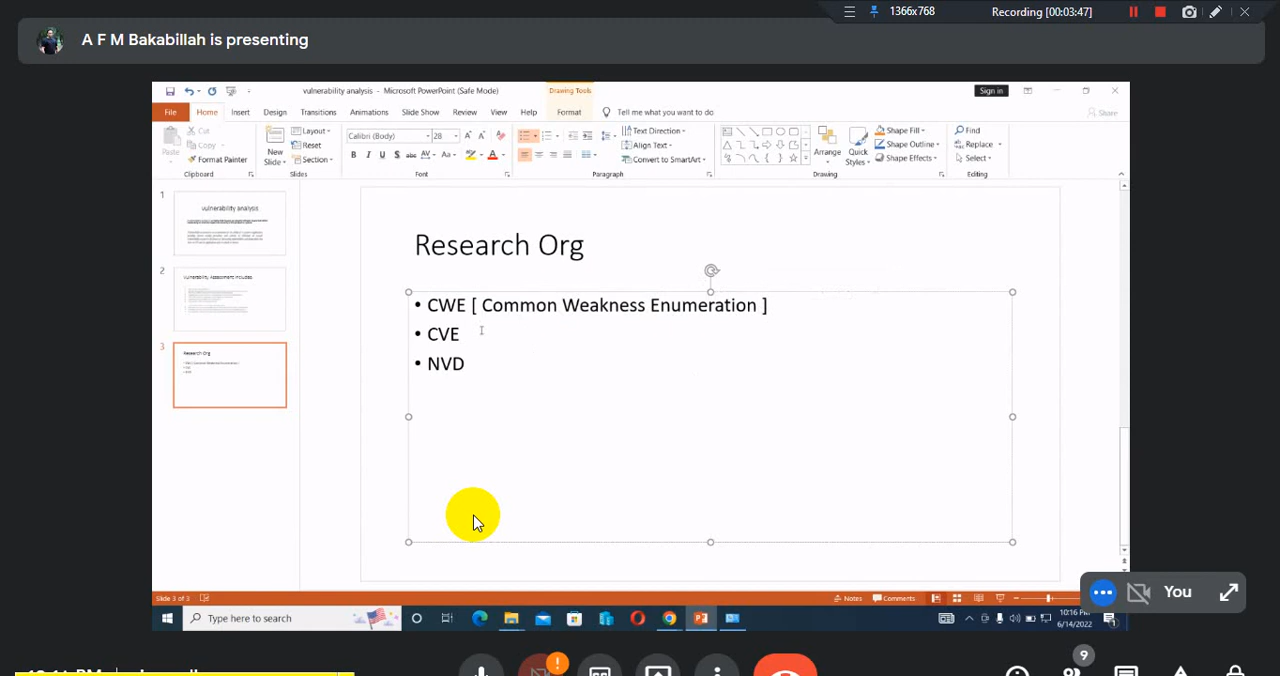 1366x768
Recording [00:03:47]
A F M Bakabillah is presenting
vulnerability analysis - Microsoft PowerPoint (Safe Mode)
Drawing Tools
Sign in
File
Home
Insert
Design
Transitions
Animations
Slide Show
Review
View
Help
Format
Tell me what you want to do
Share
Paste
Cut
Copy
Format Painter
Clipboard
New
Slide
Layout
Reset
Section
Slides
Calibri (Body)
28
Font
Text Direction
Align Text
Convert to SmartArt
Paragraph
Arrange
Quick
Styles
Shape Fill
Shape Outline
Shape Effects
Drawing
Find
Replace
Select
Editing
1
vulnerability analysis
2
Vulnerability Assessment includes
3
Research Org
Research Org
• CWE [ Common Weakness Enumeration ]
• CVE
• NVD
Slide 3 of 3
Notes
Comments
You
Type here to search
10:16 PM
6/14/2022
9